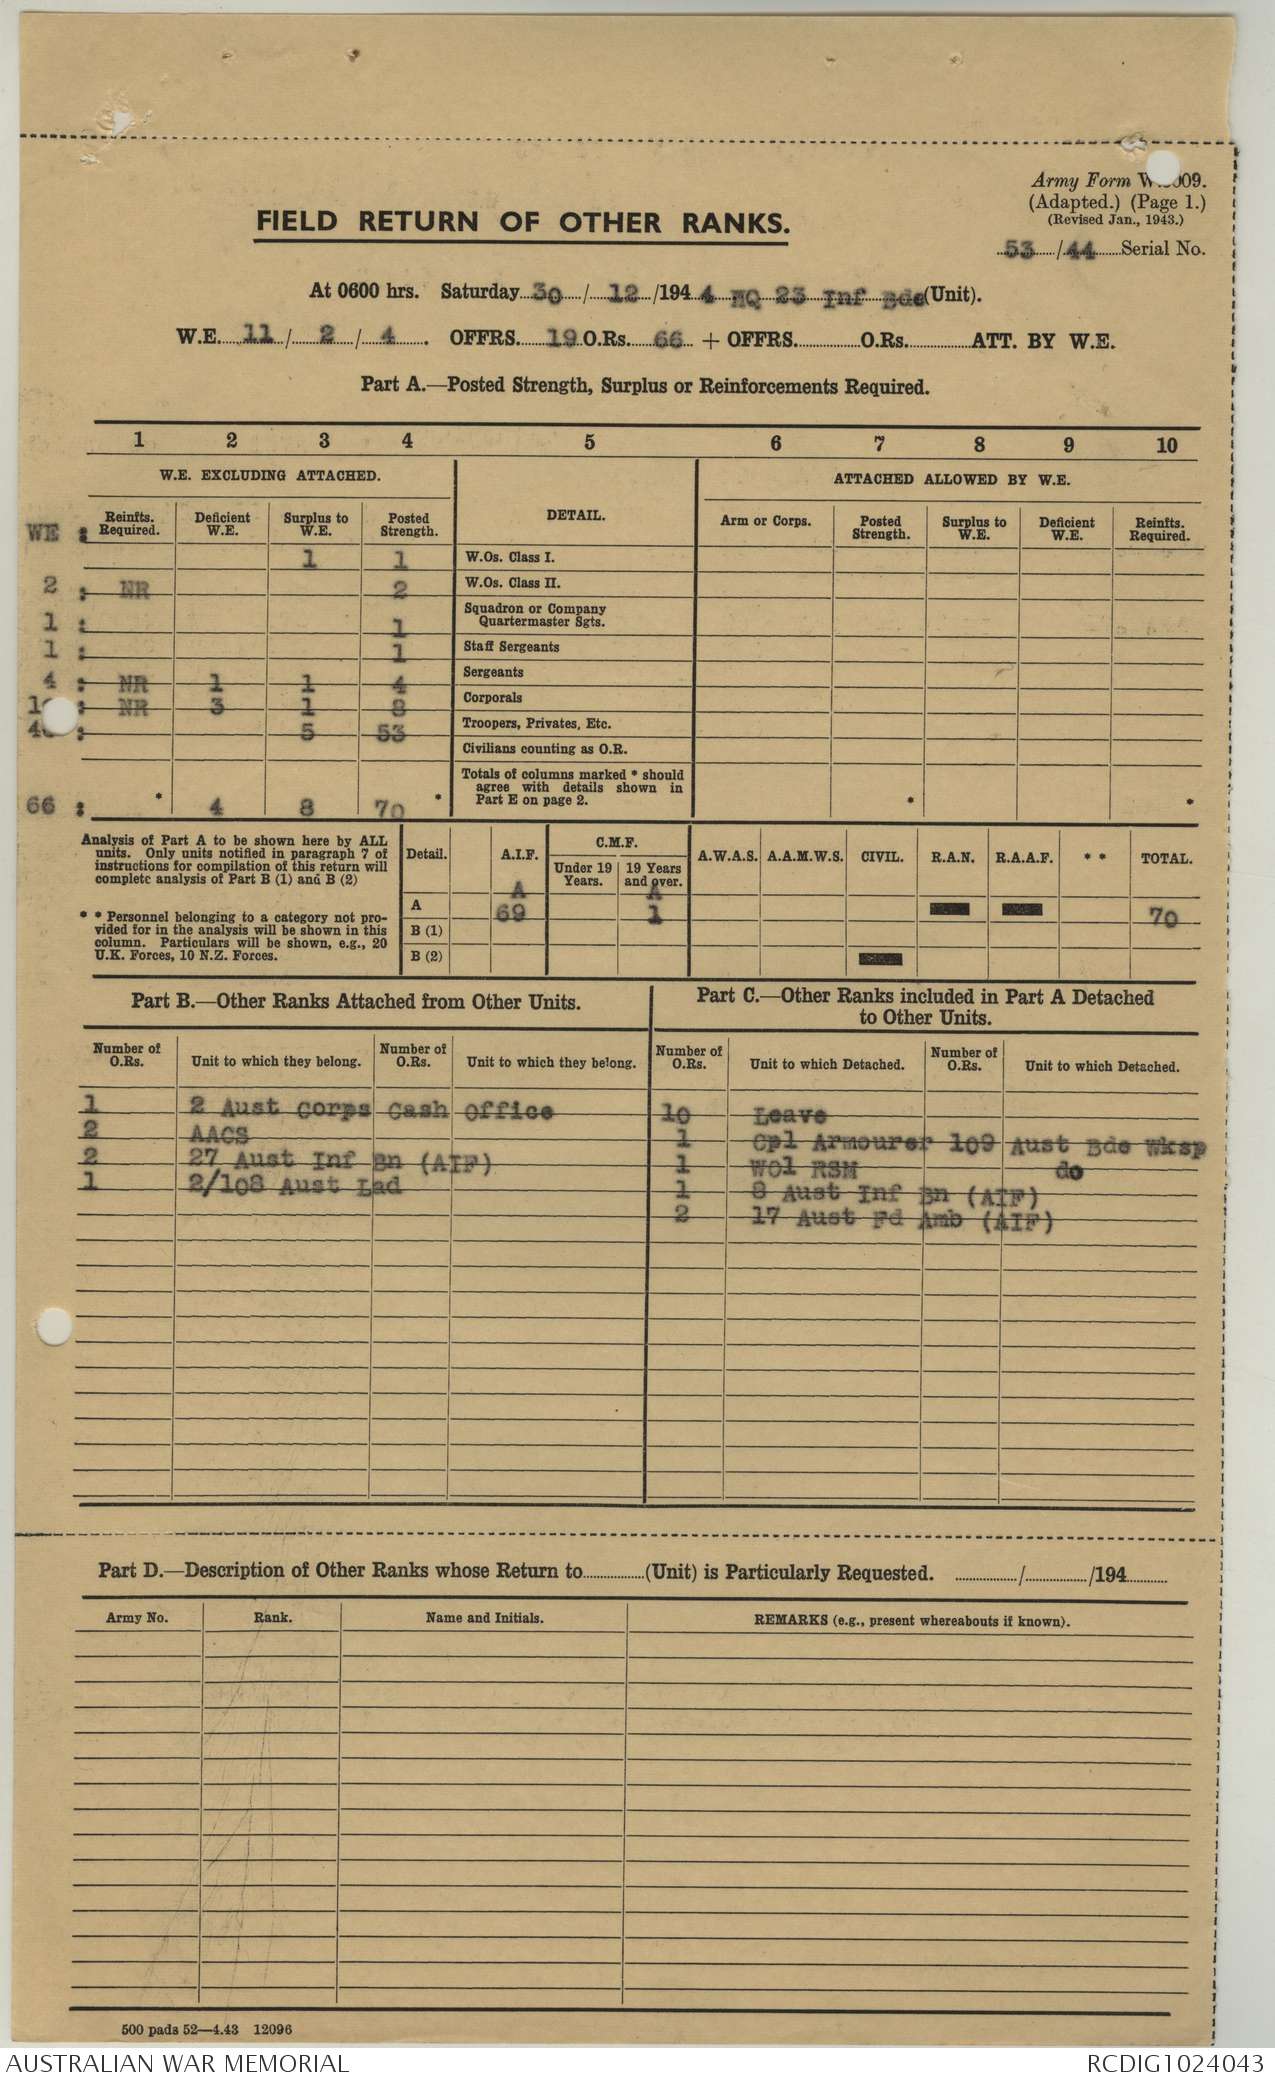 Army Form W.3009.
(Adapted.) (Page 1.)
(Revised Jan., 1943.)
53/44 Serial No.
FIELD RETURN OF OTHER RANKS.
At 0600 hrs. Saturday 30/12/1944 HQ 23 Inf Bde (Unit).
W.E. 11/2/4. OFFRS. 19 O.Rs. 66 + OFFRS. O.Rs. ATT. BY W.E.
Part A.—Posted Strength, Surplus or Reinforcements Required.
1 2 3 4 5 6 7 8 9 10
W.E. EXCLUDING ATTACHED. DETAIL. ATTACHED ALLOWED BY W.E.
WE : Reinfts. Required. Deficient W.E. Surplus to W.E. Posted Strength. Arm or Corps. Posted Strength. Surplus to W.E. Deficient W.E. Reinfts. Required.
1 1 W.Os. Class I.
2 : NR 2 W.Os. Class II.
1 : 1 Squadron or Company Quartermaster Sgts.
1 : 1 Staff Sergeants
4 : NR 1 1 4 Sergeants
: NR 3 1 8 Corporals
: 5 53 Troopers, Privates, Etc.
Civilians counting as O.R.
66 : * 4 8 70 * Totals of columns marked * should agree with details shown in Part E on page 2. * *
Analysis of Part A to be shown here by ALL
units. Only units notified in paragraph 7 of
instructions for compilation of this return will
complete analysis of Part B (1) and B (2)
* * Personnel belonging to a category not pro-
vided for in the analysis will be shown in this
column. Particulars will be shown, e.g., 20
U.K. Forces, 10 N.Z. Forces.
Detail. A.I.F. C.M.F. Under 19 Years. 19 Years and over. A.W.A.S. A.A.M.W.S. CIVIL. R.A.N. R.A.A.F. * * TOTAL.
A A
A 69 1 70
B (1)
B (2)
Part B.—Other Ranks Attached from Other Units.
Number of O.Rs. Unit to which they belong. Number of O.Rs. Unit to which they belong.
1 2 Aust Corps Cash Office
2 AACS
2 27 Aust Inf Bn (AIF)
1 2/108 Aust Lad
Part C.—Other Ranks included in Part A Detached
to Other Units.
Number of O.Rs. Unit to which Detached. Number of O.Rs. Unit to which Detached.
10 Leave
1 Cpl Armourer 109 Aust Bde Wksp
1 WO1 RSM do
1 8 Aust Inf Bn (AIF)
2 17 Aust Fd Amb (AIF)
Part D.—Description of Other Ranks whose Return to (Unit) is Particularly Requested. / /194
Army No. Rank. Name and Initials. REMARKS (e.g., present whereabouts if known).
500 pads 52—4.43 12096
AUSTRALIAN WAR MEMORIAL RCDIG1024043